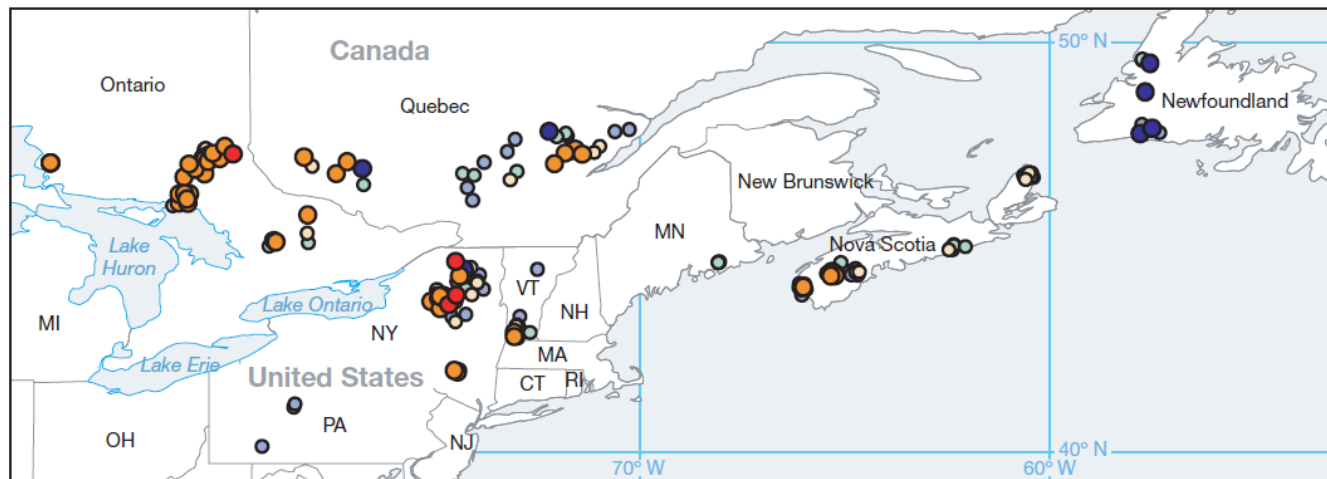 Canada
50° N
Ontario
Quebec
Newfoundland
New Brunswick
MN
Nova Scotia
Lake
Huron
VT
Lake Ontario
NH
MI
NY
MA
Lake Erie
United States
CT
RI
PA
OH
NJ
40° N
70° W
60° W